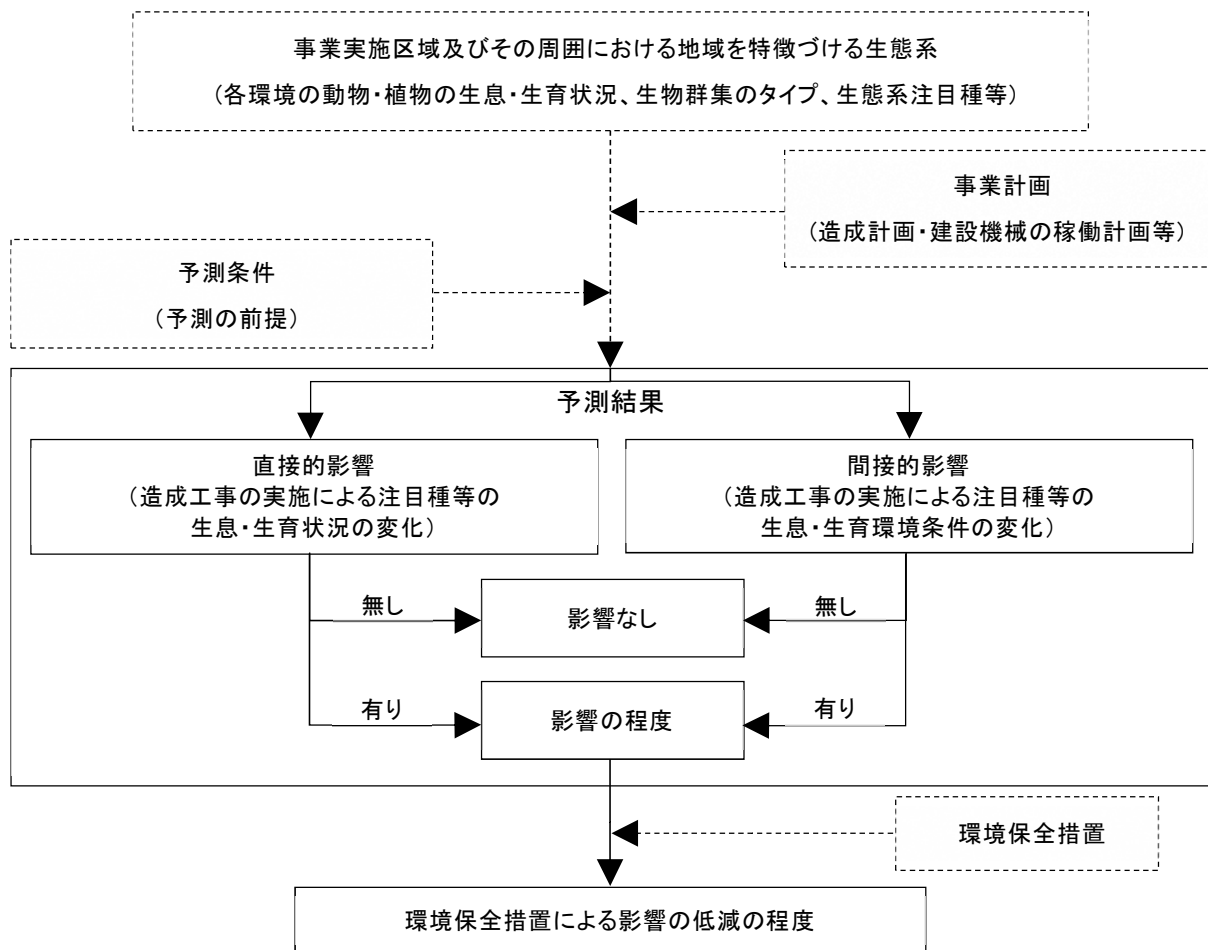 事業実施区域及びその周囲における地域を特徴づける生態系
（各環境の動物・植物の生息・生育状況、生物群集のタイプ、生態系注目種等）
事業計画
（造成計画・建設機械の稼働計画等）
予測条件
（予測の前提）
予測結果
直接的影響
（造成工事の実施による注目種等の
生息・生育状況の変化）
間接的影響
（造成工事の実施による注目種等の
生息・生育環境条件の変化）
無し
影響なし
無し
有り
影響の程度
有り
環境保全措置
環境保全措置による影響の低減の程度